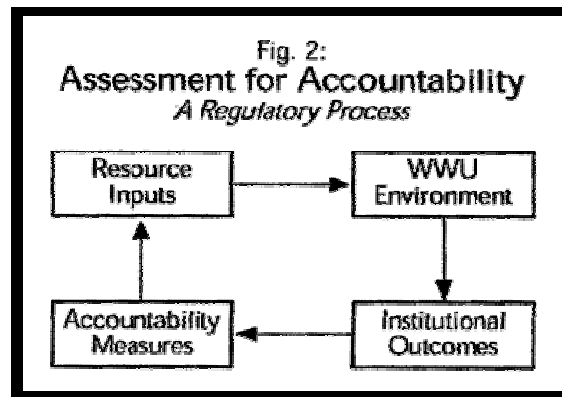 Fig. 2:
Assessment for Accountability
A Regulatory Process
Resource
Inputs
WWU
Environment
Accountability
Measures
Institutional
Outcomes